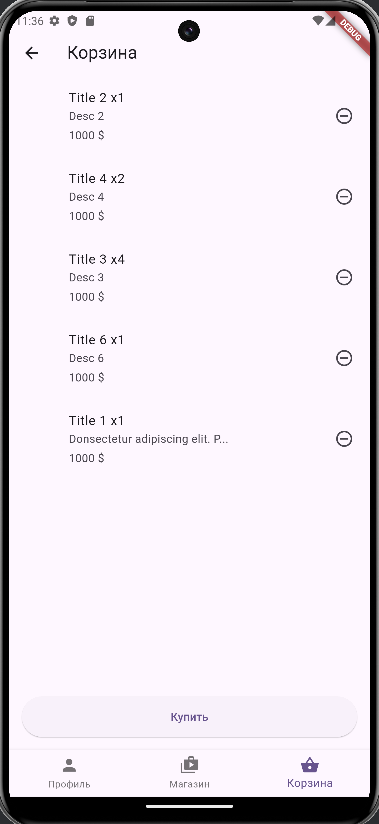 11:36
DEBUG
Корзина
Title 2 x1
Desc 2
1000 $
Title 4 x2
Desc 4
1000 $
Title 3 x4
Desc 3
1000 $
Title 6 x1
Desc 6
1000 $
Title 1 x1
Donsectetur adipiscing elit. P...
1000 $
Купить
Профиль
Магазин
Корзина